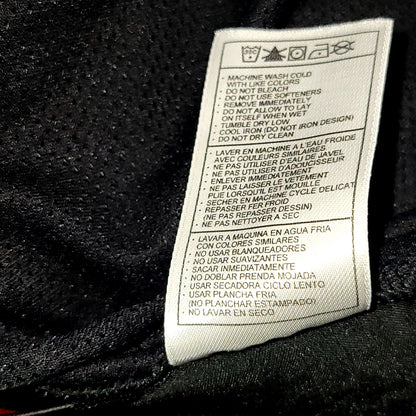 - MACHINE WASH COLD
WITH LIKE COLORS
- DO NOT BLEACH
- DO NOT USE SOFTENERS
- REMOVE IMMEDIATELY
- DO NOT ALLOW TO LAY
ON ITSELF WHEN WET
- TUMBLE DRY LOW
- COOL IRON (DO NOT IRON DESIGN)
- DO NOT DRY CLEAN
- LAVER EN MACHINE A L'EAU FROIDE
AVEC COULEURS SIMILAIRES
- NE PAS UTILISER D'EAU DE JAVEL
- NE PAS UTILISER D'ADOUCISSEUR
- ENLEVER IMMEDIATEMENT
- NE PAS LAISSER LE VETEMENT
PLIE LORSQU'IL EST MOUILLE
- SECHER EN MACHINE CYCLE DELICAT
- REPASSER FER FROID
(NE PAS REPASSER DESSIN)
- NE PAS NETTOYER A SEC
- LAVAR A MAQUINA EN AGUA FRIA
CON COLORES SIMILARES
- NO USAR BLANQUEADORES
- NO USAR SUAVIZANTES
- SACAR INMEDIATAMENTE
- NO DOBLAR PRENDA MOJADA
- USAR SECADORA CICLO LENTO
- USAR PLANCHA FRIA
(NO PLANCHAR ESTAMPADO)
- NO LAVAR EN SECO